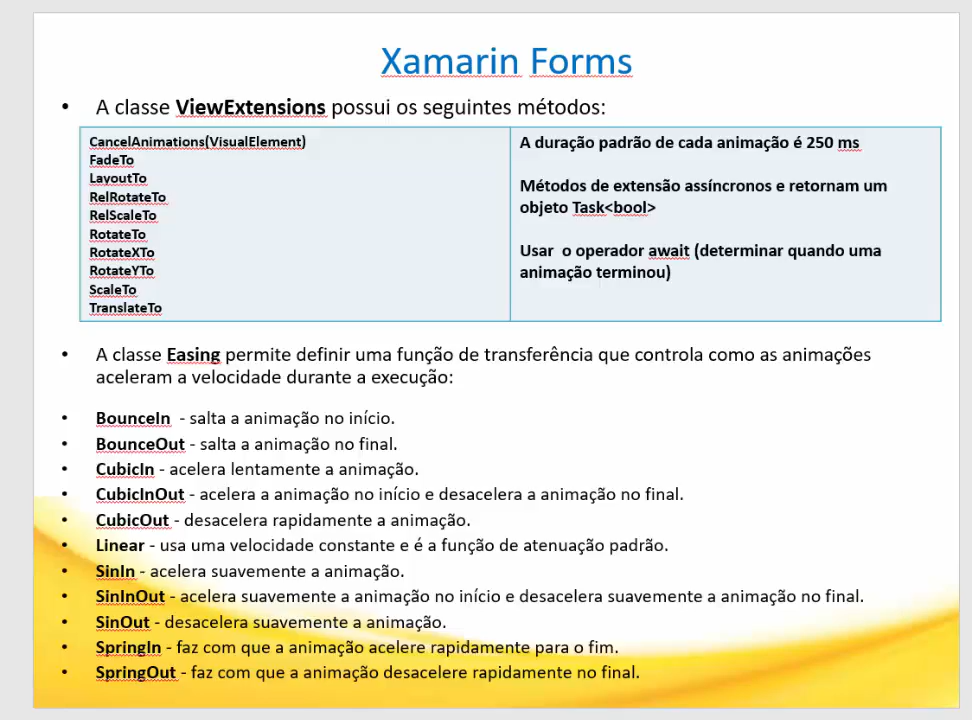 Xamarin Forms
• A classe ViewExtensions possui os seguintes métodos:
CancelAnimations(VisualElement)
FadeTo
LayoutTo
RelRotateTo
RelScaleTo
RotateTo
RotateXTo
RotateYTo
ScaleTo
TranslateTo
A duração padrão de cada animação é 250 ms
Métodos de extensão assíncronos e retornam um
objeto Task<bool>
Usar o operador await (determinar quando uma
animação terminou)
• A classe Easing permite definir uma função de transferência que controla como as animações
aceleram a velocidade durante a execução:
• BounceIn - salta a animação no início.
• BounceOut - salta a animação no final.
• CubicIn - acelera lentamente a animação.
• CubicInOut - acelera a animação no início e desacelera a animação no final.
• CubicOut - desacelera rapidamente a animação.
• Linear - usa uma velocidade constante e é a função de atenuação padrão.
• SinIn - acelera suavemente a animação.
• SinInOut - acelera suavemente a animação no início e desacelera suavemente a animação no final.
• SinOut - desacelera suavemente a animação.
• SpringIn - faz com que a animação acelere rapidamente para o fim.
• SpringOut - faz com que a animação desacelere rapidamente no final.